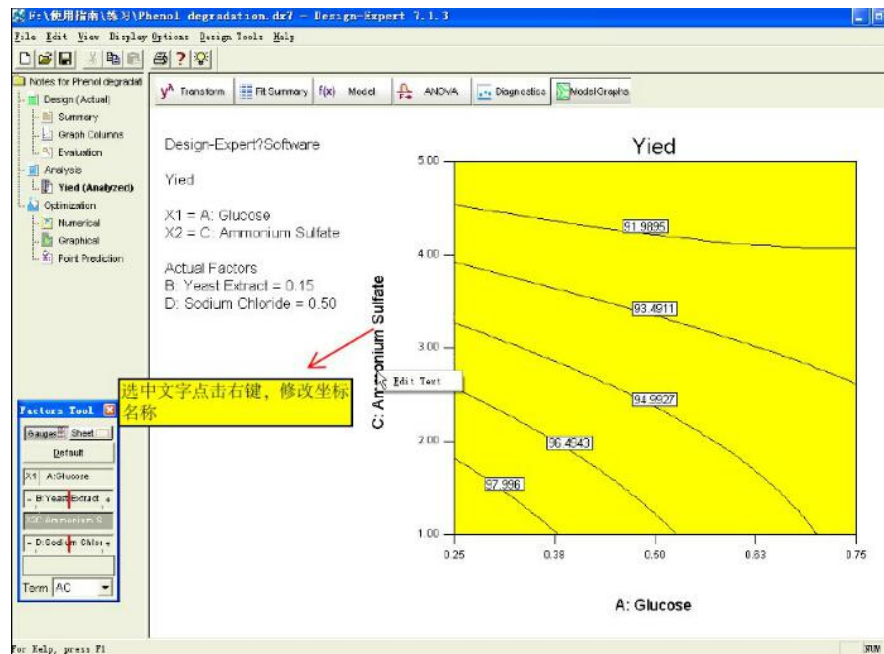 F:\使用指南\练习\Phenol degradation.dx7 - Design-Expert 7.1.3
File Edit View Display Options Design Tools Help
Notes for Phenol degradat
Design (Actual)
Summary
Graph Columns
Evaluation
Analysis
Yied (Analyzed)
Optimization
Numerical
Graphical
Point Prediction
yλ Transform Fit Summary f(x) Model ANOVA Diagnostics Model Graphs
Design-Expert?Software
Yied
X1 = A: Glucose
X2 = C: Ammonium Sulfate
Actual Factors
B: Yeast Extract = 0.15
D: Sodium Chloride = 0.50
选中文字点击右键，修改坐标
名称
Factors Tool
Gauges Sheet
Default
X1 A:Glucose
- B:Yeast Extract +
X2 C:Ammonium S
- D:Sodium Chlor +
Term AC
Yied
5.00
4.00
3.00
2.00
1.00
C: Ammonium Sulfate
Edit Text
91.9895
93.4911
94.9927
96.4943
97.996
0.25 0.38 0.50 0.63 0.75
A: Glucose
For Help, press F1
NUM